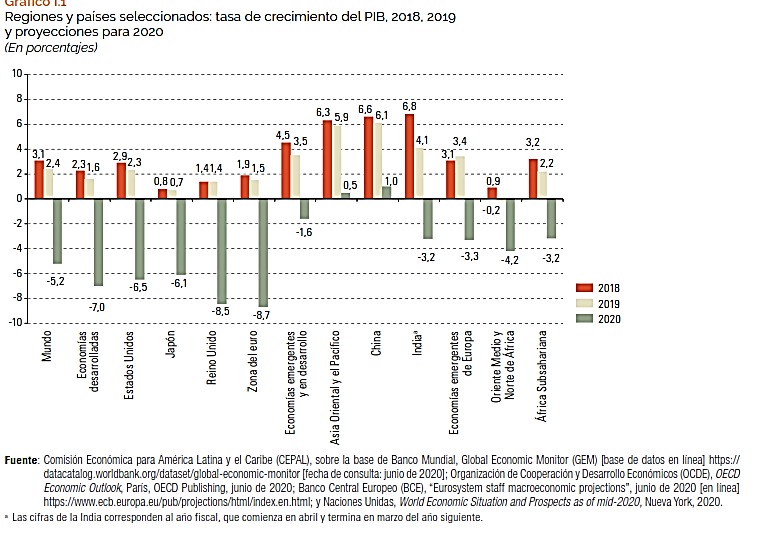 Gráfico I.1
Regiones y países seleccionados: tasa de crecimiento del PIB, 2018, 2019
y proyecciones para 2020
(En porcentajes)
10
8
6
4
2
0
-2
-4
-6
-8
-10
3,1
2,4
-5,2
2,3
1,6
-7,0
2,9
2,3
-6,5
0,8
0,7
-6,1
1,4
1,4
-8,5
1,9
1,5
-8,7
4,5
3,5
-1,6
6,3
5,9
0,5
6,6
6,1
1,0
6,8
4,1
-3,2
3,1
3,4
-3,3
0,9
-0,2
-4,2
3,2
2,2
-3,2
Mundo
Economías
desarrolladas
Estados Unidos
Japón
Reino Unido
Zona del euro
Economías emergentes
y en desarrollo
Asia Oriental y el Pacífico
China
Indiaª
Economías emergentes
de Europa
Oriente Medio y
Norte de África
África Subsahariana
2018
2019
2020
Fuente: Comisión Económica para América Latina y el Caribe (CEPAL), sobre la base de Banco Mundial, Global Economic Monitor (GEM) [base de datos en línea] https://
datacatalog.worldbank.org/dataset/global-economic-monitor [fecha de consulta: junio de 2020]; Organización de Cooperación y Desarrollo Económicos (OCDE), OECD
Economic Outlook, París, OECD Publishing, junio de 2020; Banco Central Europeo (BCE), "Eurosystem staff macroeconomic projections", junio de 2020 [en línea]
https://www.ecb.europa.eu/pub/projections/html/index.en.html; y Naciones Unidas, World Economic Situation and Prospects as of mid-2020, Nueva York, 2020.
ª Las cifras de la India corresponden al año fiscal, que comienza en abril y termina en marzo del año siguiente.